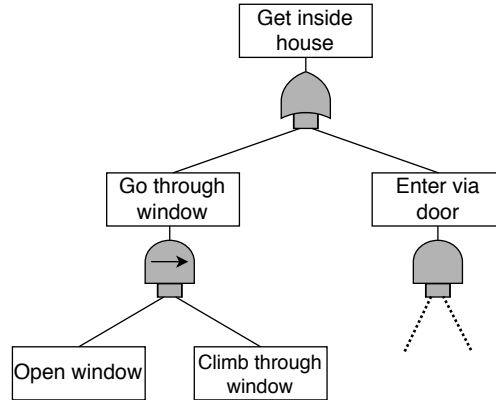 Get inside
house
Go through
window
Enter via
door
Open window
Climb through
window